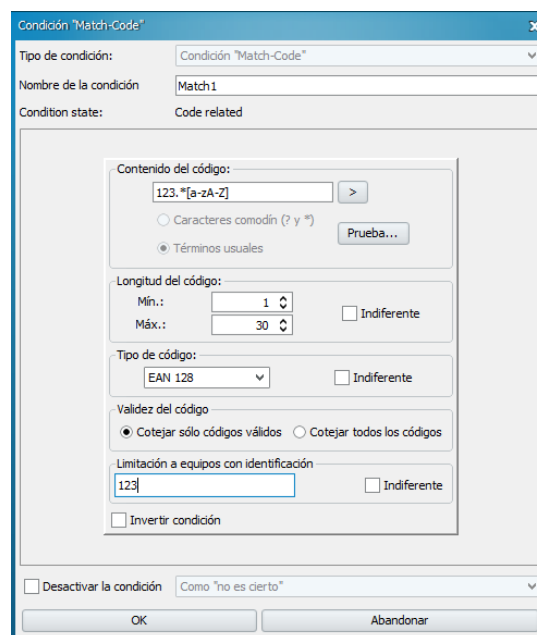 Condición "Match-Code"
Tipo de condición: Condición "Match-Code"
Nombre de la condición Match1
Condition state: Code related
Contenido del código:
123.*[a-zA-Z] >
Caracteres comodín (? y *)
Prueba...
Términos usuales
Longitud del código:
Mín.: 1
Indiferente
Máx.: 30
Tipo de código:
EAN 128 Indiferente
Validez del código
Cotejar sólo códigos válidos Cotejar todos los códigos
Limitación a equipos con identificación
123 Indiferente
Invertir condición
Desactivar la condición Como "no es cierto"
OK Abandonar